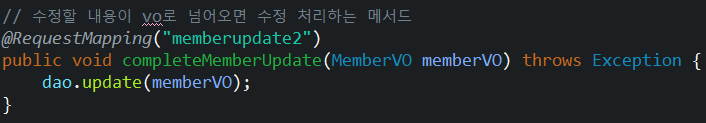 // 수정할 내용이 vo로 넘어오면 수정 처리하는 메서드
@RequestMapping("memberupdate2")
public void completeMemberUpdate(MemberVO memberVO) throws Exception {
    dao.update(memberVO);
}